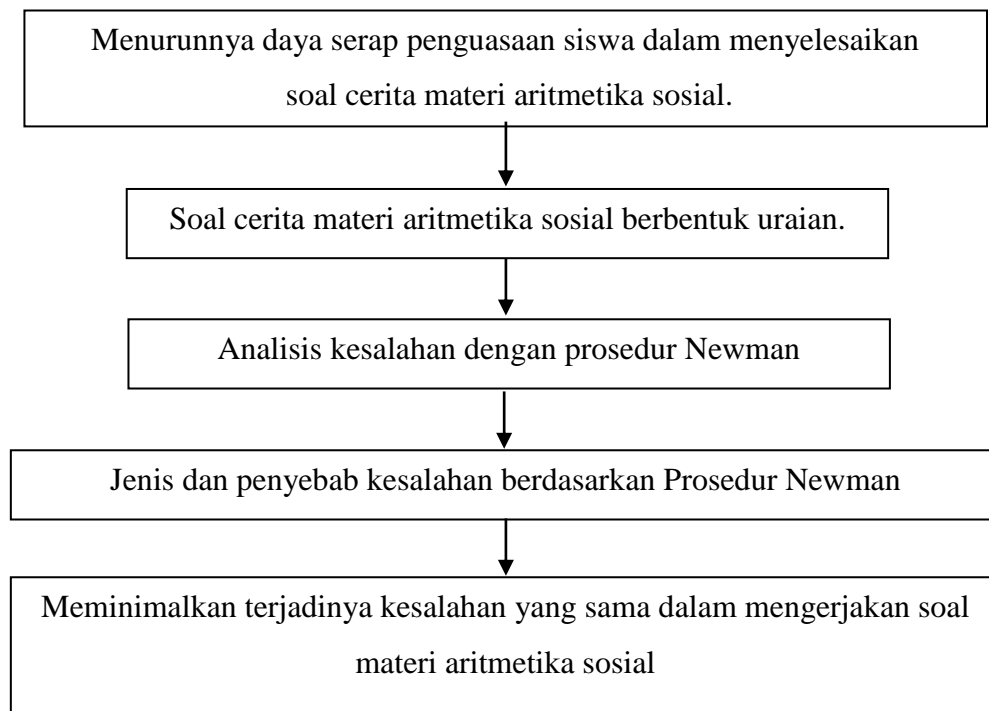 Menurunnya daya serap penguasaan siswa dalam menyelesaikan
soal cerita materi aritmetika sosial.
Soal cerita materi aritmetika sosial berbentuk uraian.
Analisis kesalahan dengan prosedur Newman
Jenis dan penyebab kesalahan berdasarkan Prosedur Newman
Meminimalkan terjadinya kesalahan yang sama dalam mengerjakan soal
materi aritmetika sosial